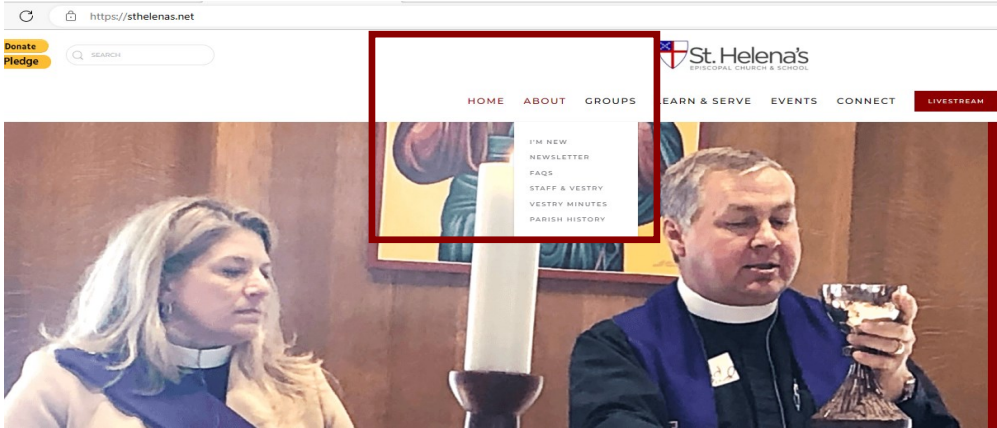 https://sthelenas.net
Donate
Pledge
SEARCH
St. Helena's
EPISCOPAL CHURCH & SCHOOL
HOME ABOUT GROUPS LEARN & SERVE EVENTS CONNECT LIVESTREAM
I'M NEW
NEWSLETTER
FAQS
STAFF & VESTRY
VESTRY MINUTES
PARISH HISTORY